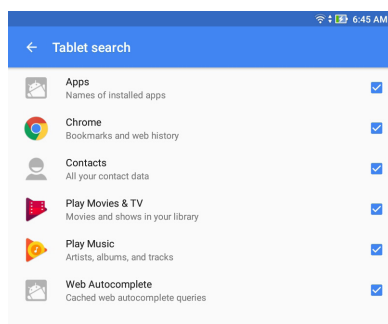 6:45 AM
Tablet search
Apps
Names of installed apps
Chrome
Bookmarks and web history
Contacts
All your contact data
Play Movies & TV
Movies and shows in your library
Play Music
Artists, albums, and tracks
Web Autocomplete
Cached web autocomplete queries